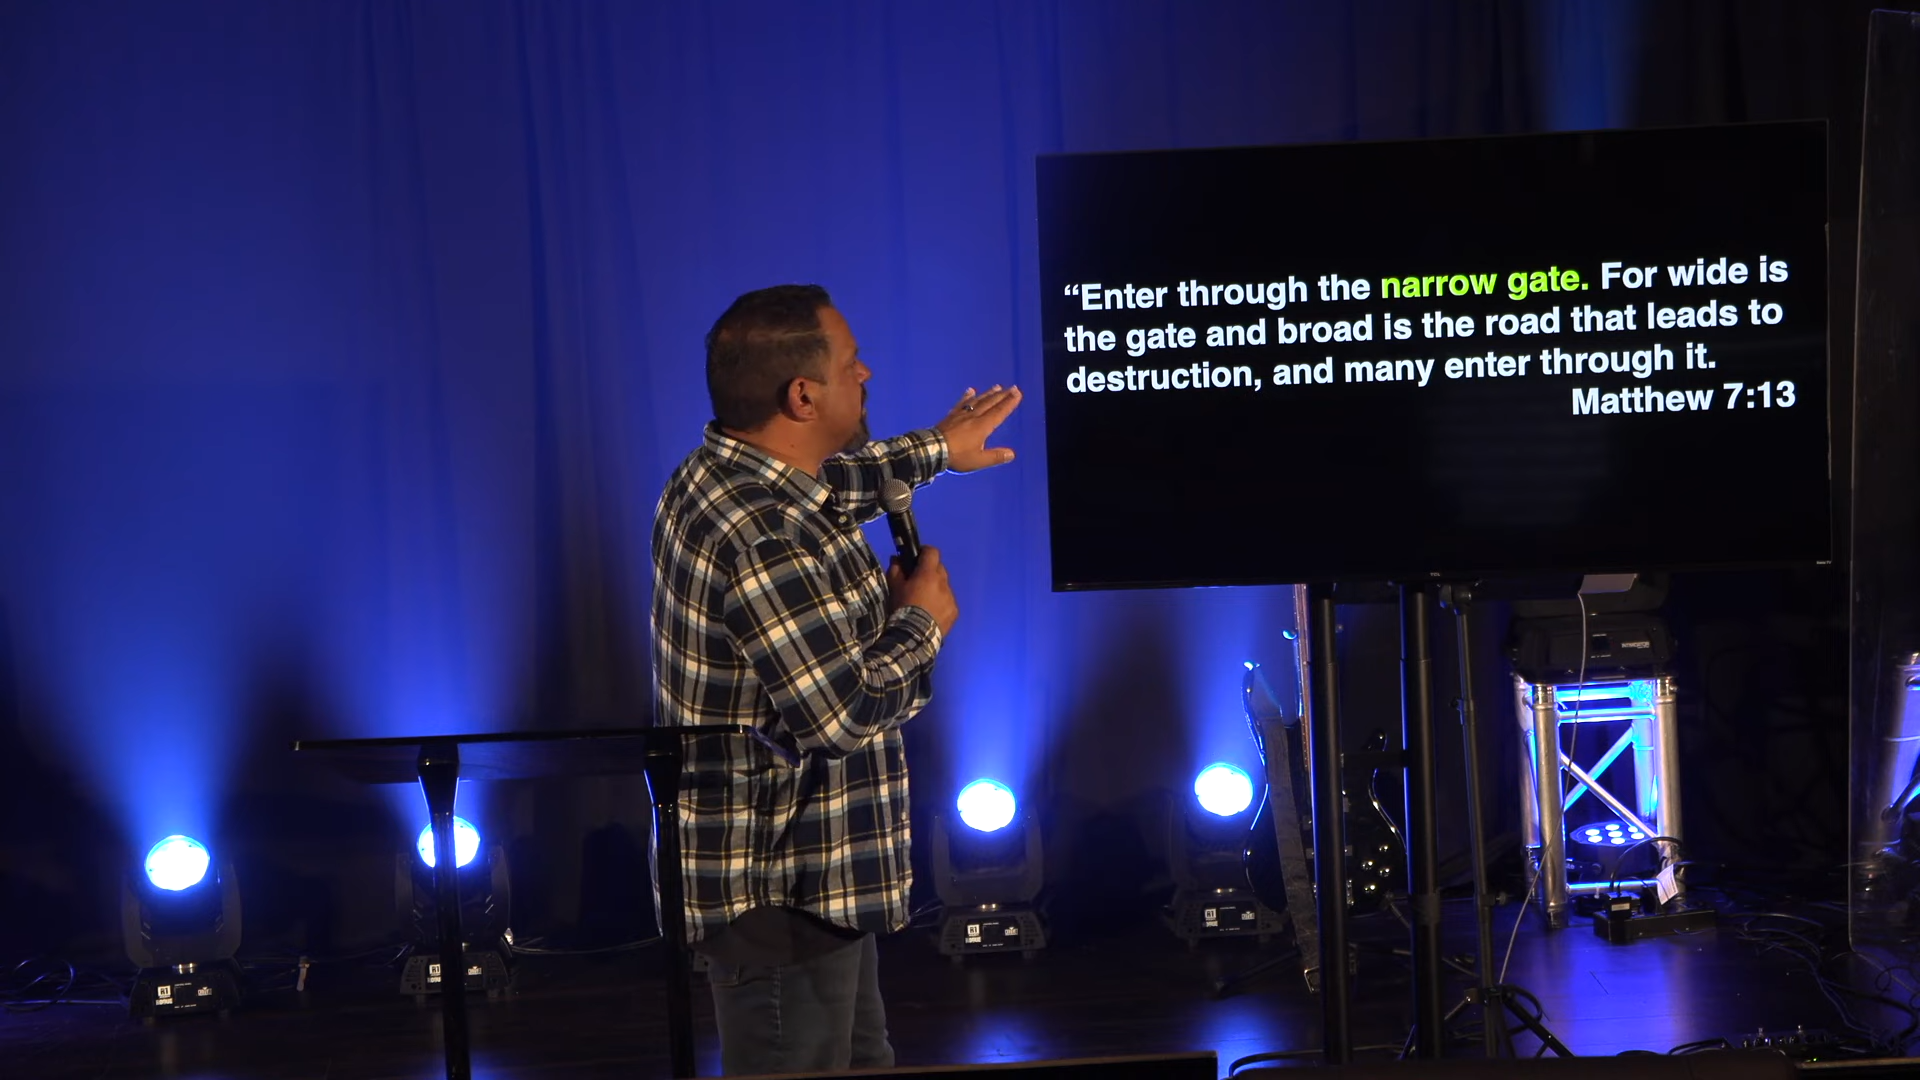 “Enter through the narrow gate. For wide is
the gate and broad is the road that leads to
destruction, and many enter through it.
Matthew 7:13